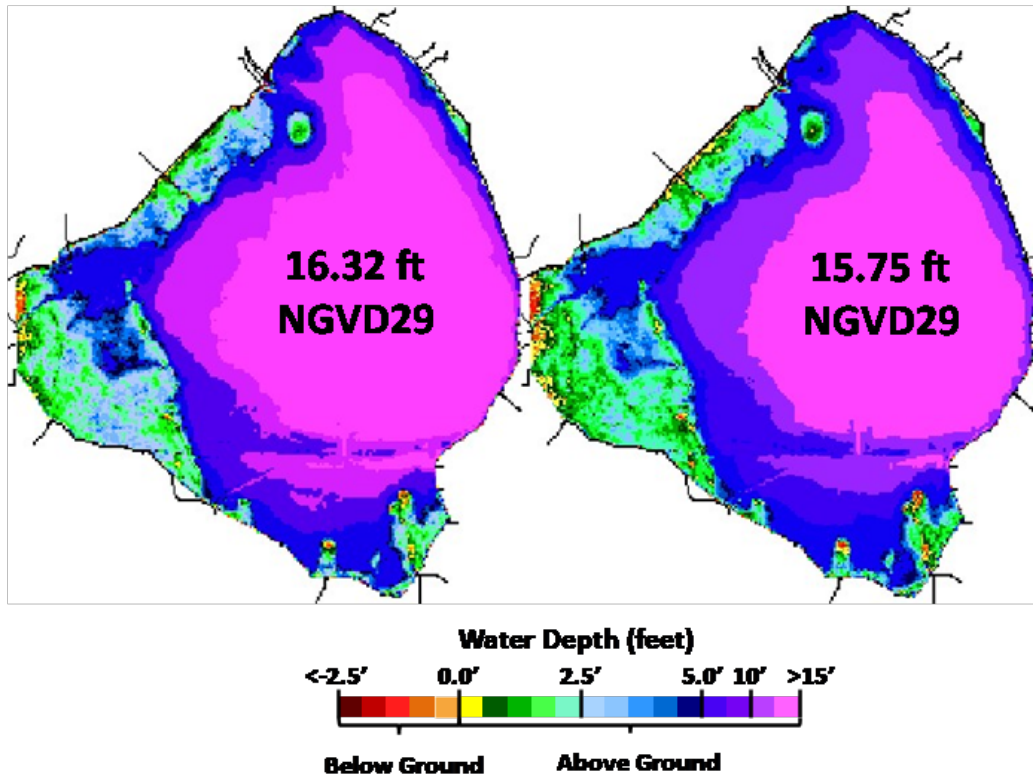 16.32 ft
NGVD29
15.75 ft
NGVD29
Water Depth (feet)
<-2.5’ 0.0’ 2.5’ 5.0’ 10’ >15’
Below Ground Above Ground